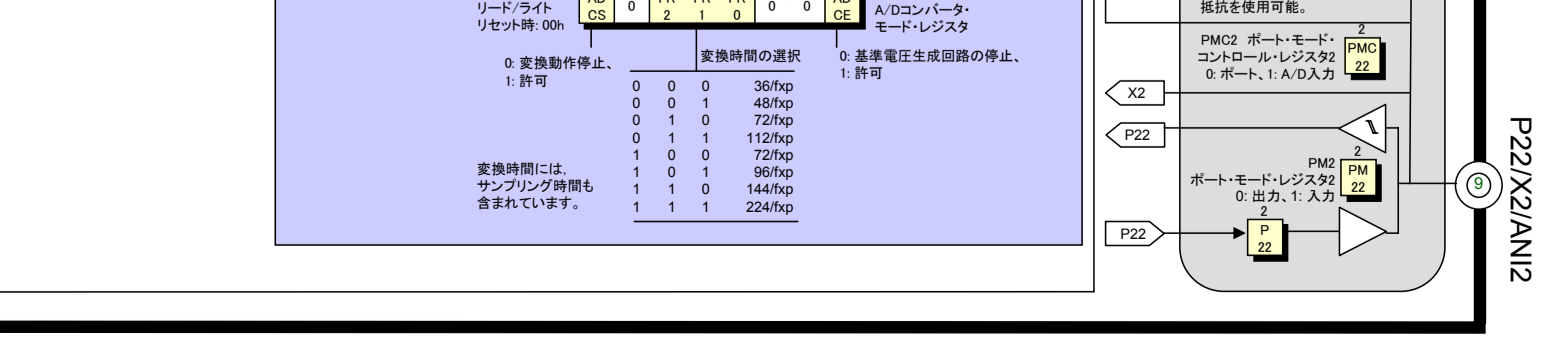 リード/ライト
リセット時: 00h
CS 0 2 1 0 0 0 CE
A/Dコンバータ・
モード・レジスタ
0: 変換動作停止、
1: 許可
変換時間の選択
0: 基準電圧生成回路の停止、
1: 許可
0 0 0 36/fxp
0 0 1 48/fxp
0 1 0 72/fxp
0 1 1 112/fxp
1 0 0 72/fxp
1 0 1 96/fxp
1 1 0 144/fxp
1 1 1 224/fxp
変換時間には,
サンプリング時間も
含まれています。
抵抗を使用可能。
PMC2 ポート・モード・
コントロール・レジスタ2
0: ポート、1: A/D入力
2
PMC
22
X2
P22
PM2
ポート・モード・レジスタ2
0: 出力、1: 入力
2
PM
22
P22
2
P
22
9
P22/X2/ANI2